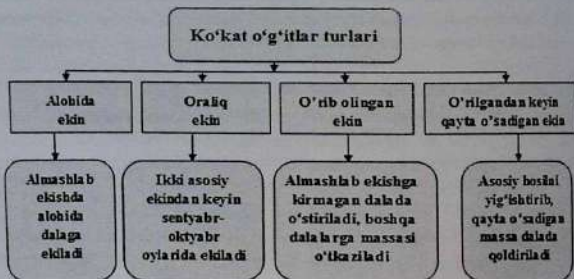 Ko‘kat o‘g‘itlar turlari
Alohida
ekin
Oraliq
ekin
O‘rib olingan
ekin
O‘rilgandan keyin
qayta o‘sadigan ekin
Almashlab
ekishda
alohida
dalaga
ekiladi
Ikki asosiy
ekindan keyin
sentyabr-
oktyabr
oylarida ekiladi
Almashlab ekishga
kirmagan dalada
o‘stiriladi, boshqa
dalalarga massasi
o‘tkaziladi
Asosiy hosilni
yig‘ishtirib,
qayta o‘sadigan
massa dalada
qoldiriladi